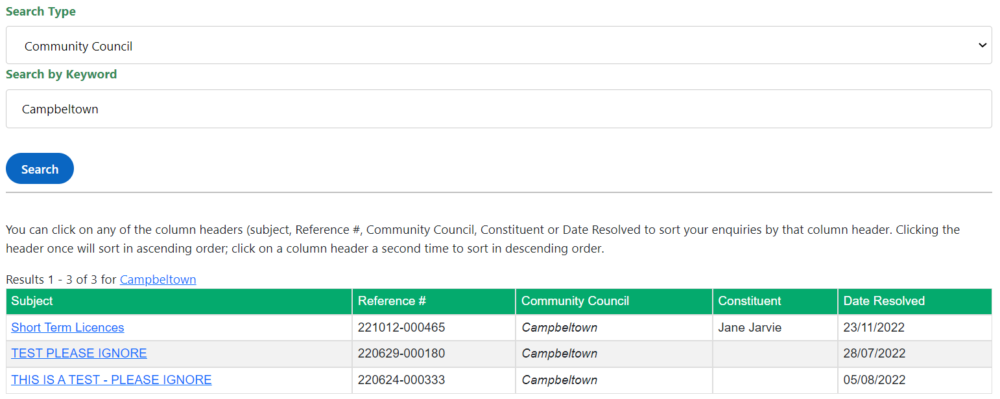 Search Type
Community Council
Search by Keyword
Campbeltown
Search
You can click on any of the column headers (subject, Reference #, Community Council, Constituent or Date Resolved to sort your enquiries by that column header. Clicking the
header once will sort in ascending order; click on a column header a second time to sort in descending order.
Results 1 - 3 of 3 for Campbeltown
Subject Reference # Community Council Constituent Date Resolved
Short Term Licences 221012-000465 Campbeltown Jane Jarvie 23/11/2022
TEST PLEASE IGNORE 220629-000180 Campbeltown 28/07/2022
THIS IS A TEST - PLEASE IGNORE 220624-000333 Campbeltown 05/08/2022